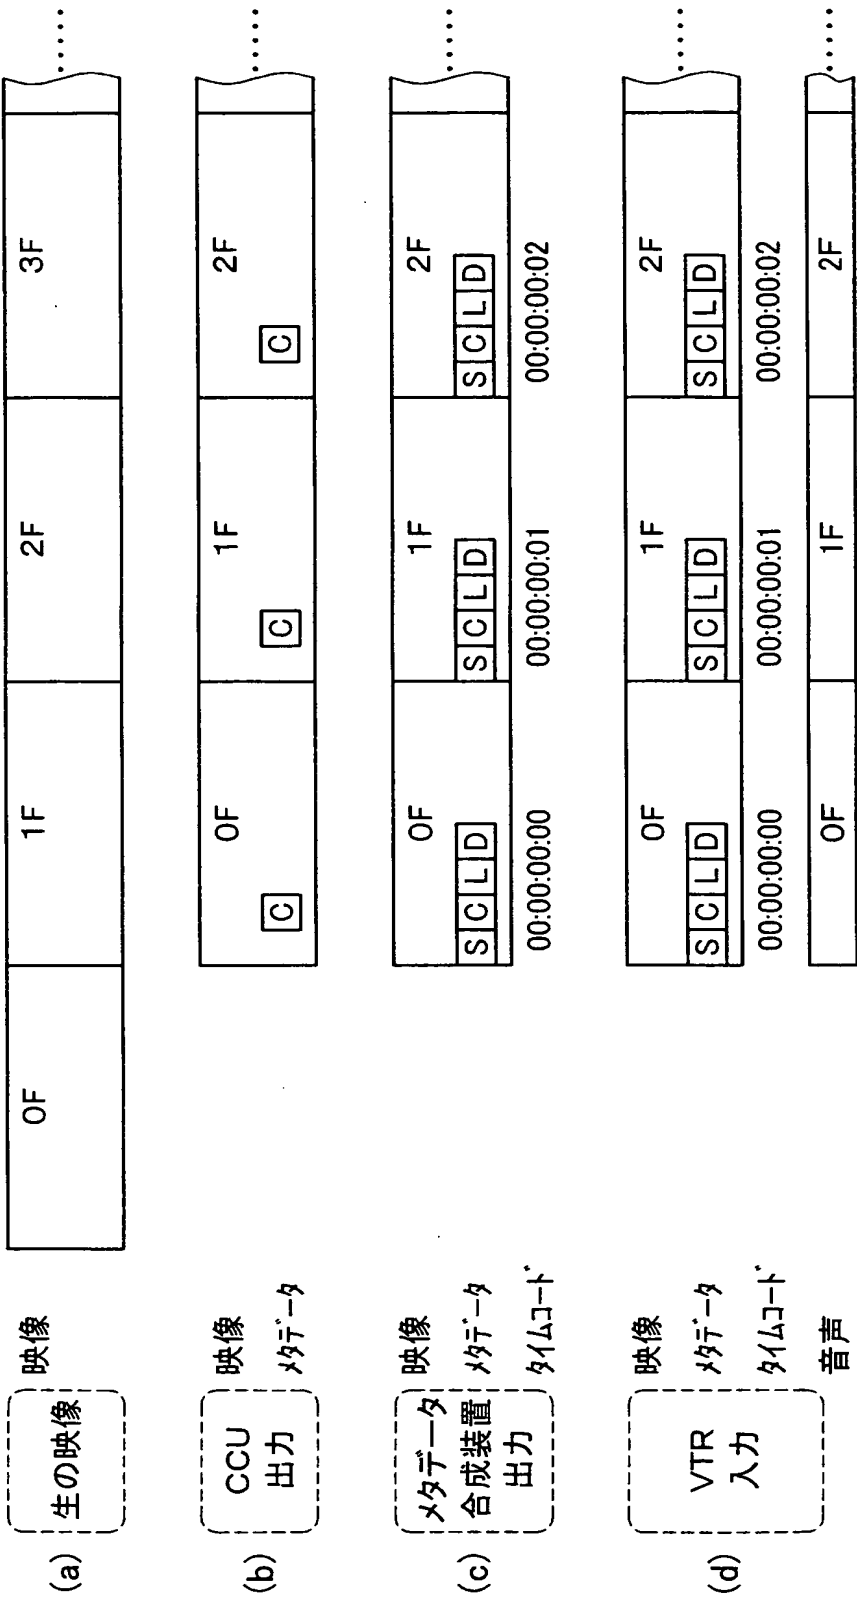 (a)
生の映像
映像
0F
1F
2F
3F
‥‥‥
(b)
CCU
出力
映像
メタデータ
0F
1F
2F
‥‥‥
C
C
C
(c)
メタデータ
合成装置
出力
映像
メタデータ
タイムコード
0F
1F
2F
‥‥‥
S C L D
S C L D
S C L D
00:00:00:00
00:00:00:01
00:00:00:02
(d)
VTR
入力
映像
メタデータ
タイムコード
音声
0F
1F
2F
‥‥‥
S C L D
S C L D
S C L D
00:00:00:00
00:00:00:01
00:00:00:02
0F
1F
2F
‥‥‥